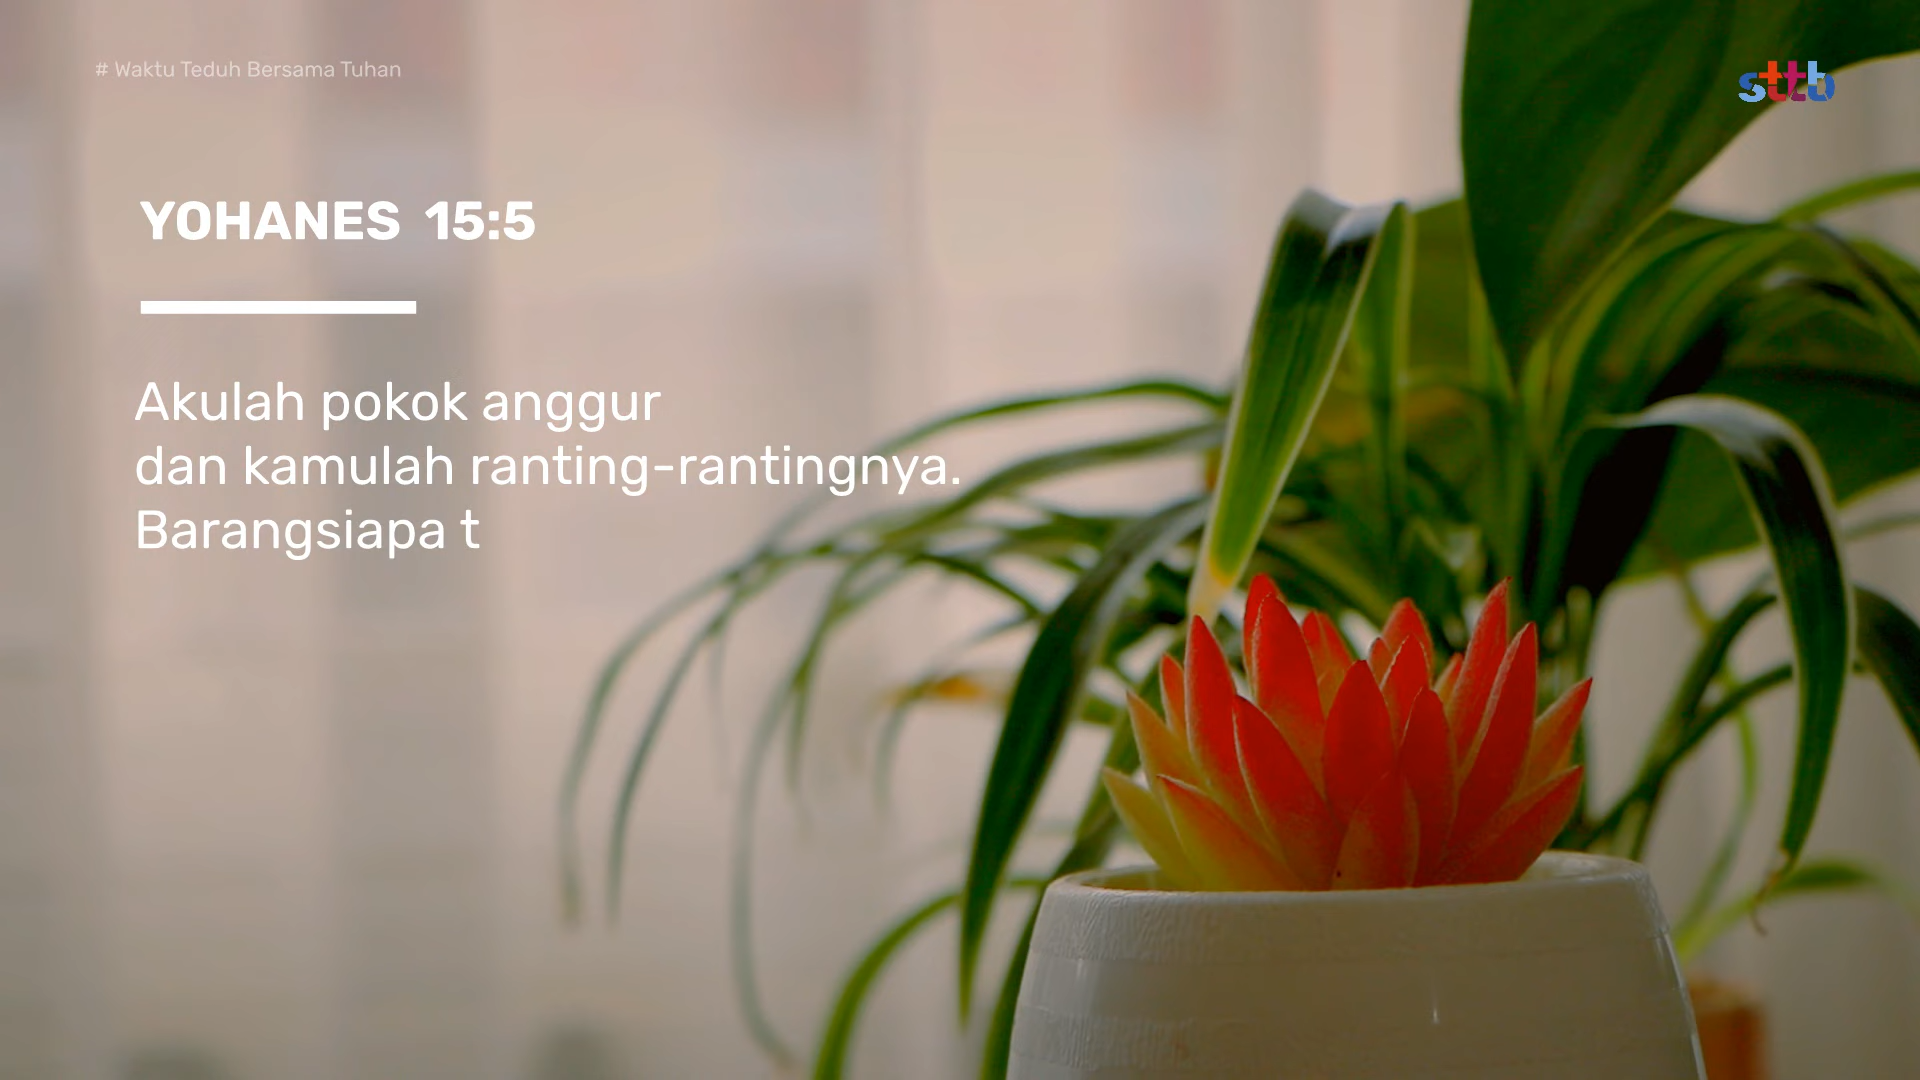 # Waktu Teduh Bersama Tuhan
sttb
YOHANES 15:5
Akulah pokok anggur
dan kamulah ranting-rantingnya.
Barangsiapa t